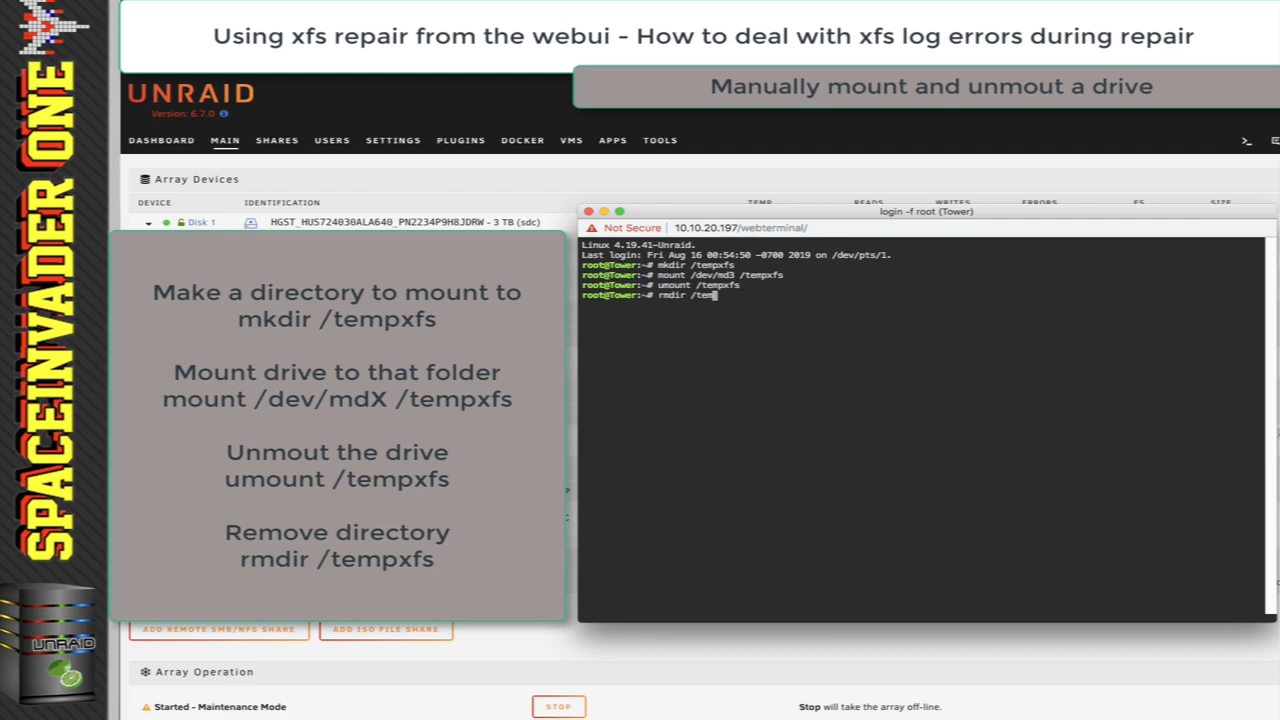 SPACEINVADER ONE
UNRAID
Using xfs repair from the webui - How to deal with xfs log errors during repair
Manually mount and unmout a drive
UNRAID
Version: 6.7.0
DASHBOARD MAIN SHARES USERS SETTINGS PLUGINS DOCKER VMS APPS TOOLS
Array Devices
DEVICE IDENTIFICATION TEMP READS WRITES ERRORS FS SIZE
Disk 1 HGST_HUS724030ALA640_PN2234P9H8JDRW - 3 TB (sdc)
login -f root (Tower)
Not Secure 10.10.20.197/webterminal/
Linux 4.19.41-Unraid.
Last login: Fri Aug 16 00:54:50 -0700 2019 on /dev/pts/1.
root@Tower:~# mkdir /tempxfs
root@Tower:~# mount /dev/md3 /tempxfs
root@Tower:~# umount /tempxfs
root@Tower:~# rmdir /tem
Make a directory to mount to
mkdir /tempxfs
Mount drive to that folder
mount /dev/mdX /tempxfs
Unmout the drive
umount /tempxfs
Remove directory
rmdir /tempxfs
ADD REMOTE SMB/NFS SHARE ADD ISO FILE SHARE
Array Operation
Started - Maintenance Mode STOP Stop will take the array off-line.